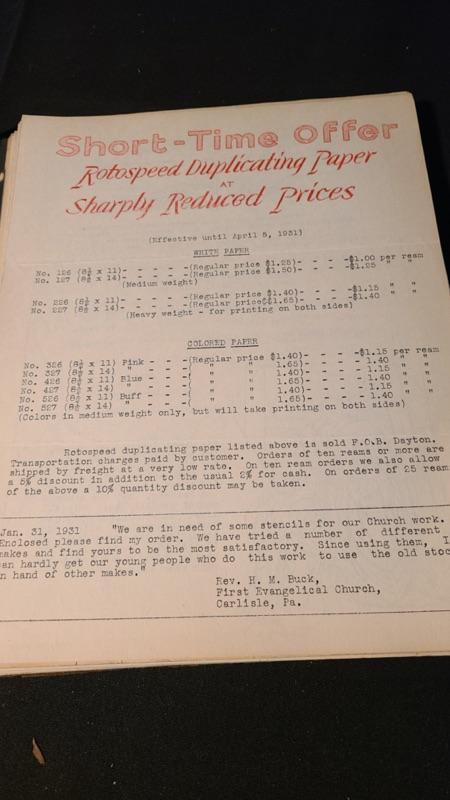 Short-Time Offer
Rotospeed Duplicating Paper
AT
Sharply Reduced Prices
(Effective until April 5, 1931)
WHITE PAPER
No. 126 (8½ x 11)- - - - -(Regular price $1.25)- - - -$1.00 per ream
No. 127 (8½ x 14)- - - - -(Regular price $1.50)- - - -$1.25 " "
(Medium weight)
No. 226 (8½ x 11)- - - - -(Regular price $1.40)- - - -$1.15 " "
No. 227 (8½ x 14)- - - - -(Regular price $1.65)- - - -$1.40 " "
(Heavy weight - for printing on both sides)
COLORED PAPER
No. 326 (8½ x 11) Pink - - -(Regular price $1.40)- - - -$1.15 per ream
No. 327 (8½ x 14) " - - -( " " 1.65)- - - - 1.40 " "
No. 426 (8½ x 11) Blue - - -( " " 1.40)- - - - 1.15 " "
No. 427 (8½ x 14) " - - -( " " 1.65)- - - - 1.40 " "
No. 526 (8½ x 11) Buff - - -( " " 1.40)- - - - 1.15 " "
No. 527 (8½ x 14) " - - -( " " 1.65)- - - - 1.40 " "
(Colors in medium weight only, but will take printing on both sides)
Rotospeed duplicating paper listed above is sold F.O.B. Dayton.
Transportation charges paid by customer. Orders of ten reams or more are
shipped by freight at a very low rate. On ten ream orders we also allow
a 5% discount in addition to the usual 2% for cash. On orders of 25 ream
of the above a 10% quantity discount may be taken.
Jan. 31, 1931 "We are in need of some stencils for our Church work.
Enclosed please find my order. We have tried a number of different
makes and find yours to be the most satisfactory. Since using them, I
an hardly get our young people who do this work to use the old stoc
n hand of other makes."
Rev. H. M. Buck,
First Evangelical Church,
Carlisle, Pa.